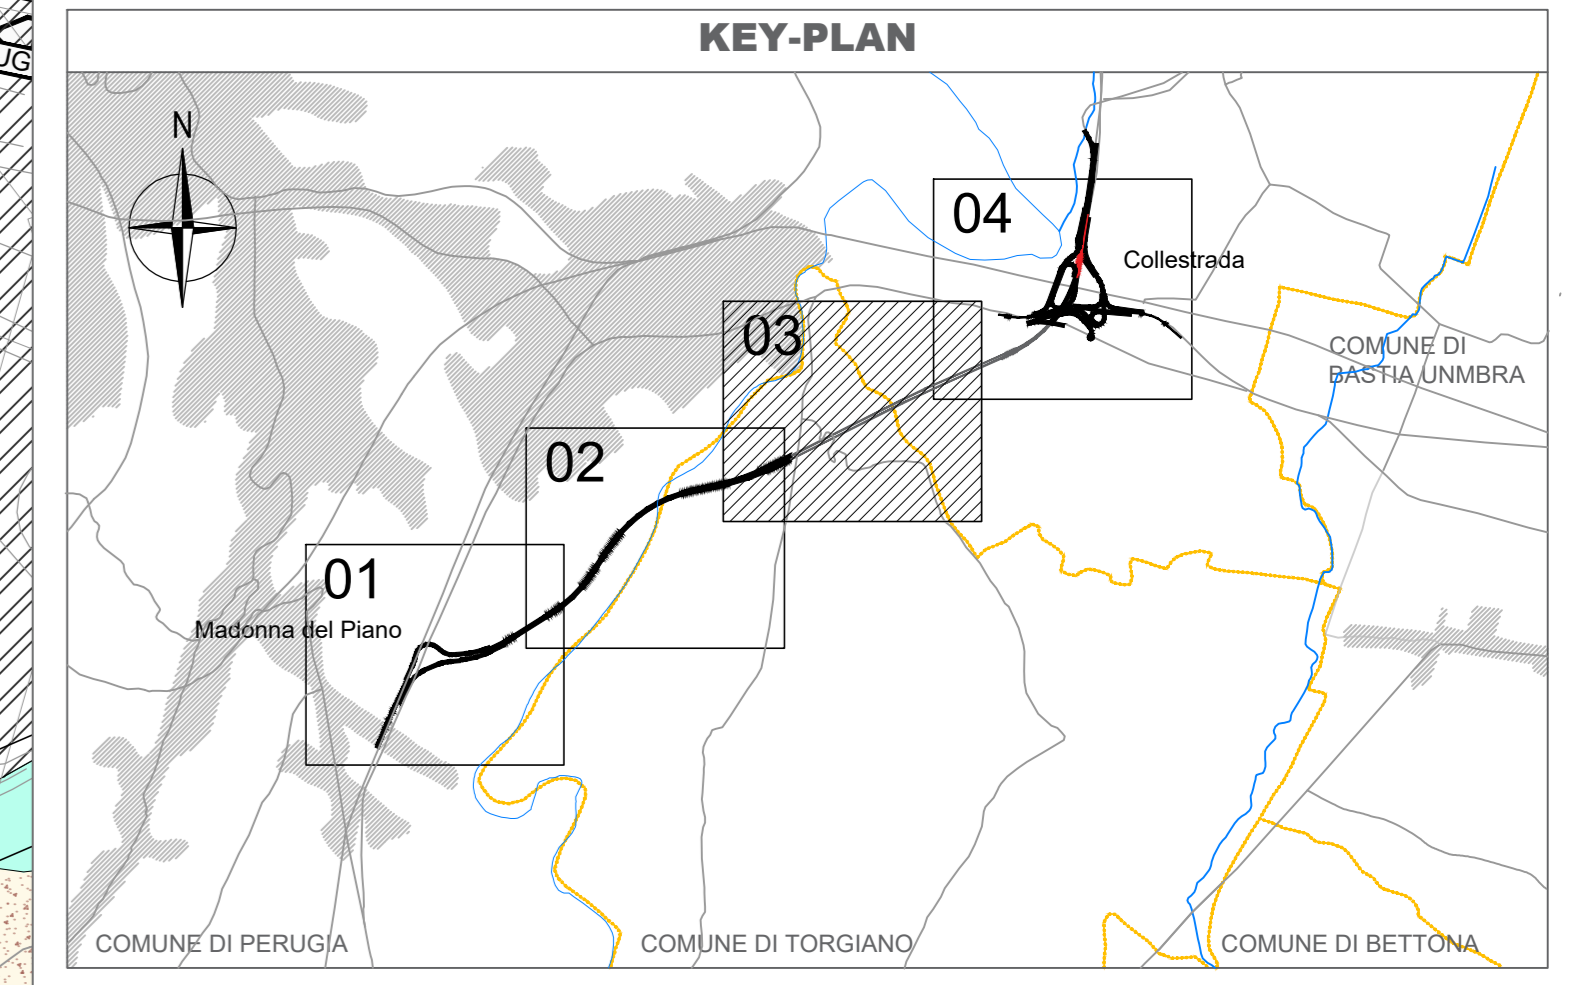 UG
KEY-PLAN
N
04
Collestrada
03
COMUNE DI
BASTIA UNMBRA
02
01
Madonna del Piano
COMUNE DI PERUGIA
COMUNE DI TORGIANO
COMUNE DI BETTONA